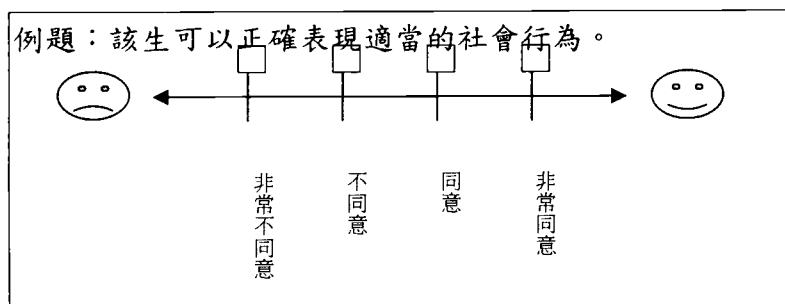 例題：該生可以正確表現適當的社會行為。
非常不同意
不同意
同意
非常同意